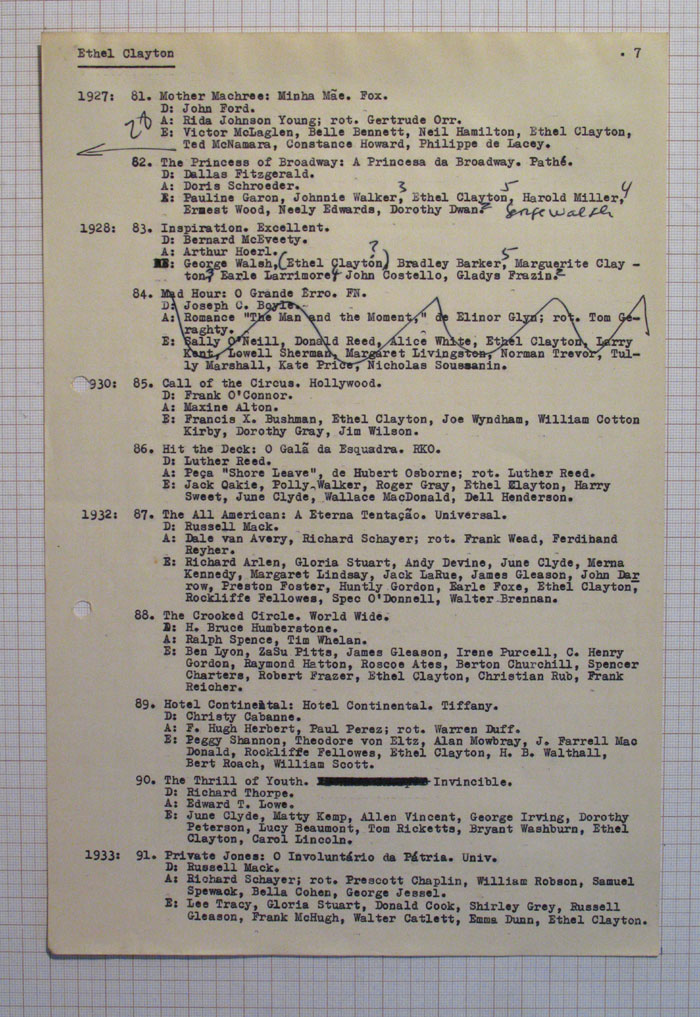 Ethel Clayton . 7
1927: 81. Mother Machree: Minha Mãe. Fox.
D: John Ford.
A: Rida Johnson Young; rot. Gertrude Orr.
E: Victor McLaglen, Belle Bennett, Neil Hamilton, Ethel Clayton,
Ted McNamara, Constance Howard, Philippe de Lacey.
82. The Princess of Broadway: A Princesa da Broadway. Pathé.
D: Dallas Fitzgerald.
A: Doris Schroeder.
E: Pauline Garon, Johnnie Walker,3 Ethel Clayton,5 Harold Miller,4
Ernest Wood, Neely Edwards, Dorothy Dwan.2 George Walsh
1928: 83. Inspiration. Excellent.
D: Bernard McEveety.
A: Arthur Hoerl.
E: George Walsh, (Ethel Clayton,)? Bradley Barker,5 Marguerite Clay -
ton, Earle Larrimore,4 John Costello, Gladys Frazin.2
84. Mad Hour: O Grande Êrro. FN.
D: Joseph C. Boyle.
A: Romance "The Man and the Moment," de Elinor Glyn; rot. Tom Ge-
raghty.
E: Sally O'Neill, Donald Reed, Alice White, Ethel Clayton, Larry
Kent, Lowell Sherman, Margaret Livingston, Norman Trevor, Tul-
ly Marshall, Kate Price, Nicholas Soussanin.
930: 85. Call of the Circus. Hollywood.
D: Frank O'Connor.
A: Maxine Alton.
E: Francis X. Bushman, Ethel Clayton, Joe Wyndham, William Cotton
Kirby, Dorothy Gray, Jim Wilson.
86. Hit the Deck: O Galã da Esquadra. RKO.
D: Luther Reed.
A: Peça "Shore Leave", de Hubert Osborne; rot. Luther Reed.
E: Jack Oakie, Polly Walker, Roger Gray, Ethel Clayton, Harry
Sweet, June Clyde, Wallace MacDonald, Dell Henderson.
1932: 87. The All American: A Eterna Tentação. Universal.
D: Russell Mack.
A: Dale van Avery, Richard Schayer; rot. Frank Wead, Ferdihand
Reyher.
E: Richard Arlen, Gloria Stuart, Andy Devine, June Clyde, Merna
Kennedy, Margaret Lindsay, Jack LaRue, James Gleason, John Dar
row, Preston Foster, Huntly Gordon, Earle Foxe, Ethel Clayton,
Rockliffe Fellowes, Spec O'Donnell, Walter Brennan.
88. The Crooked Circle. World Wide.
D: H. Bruce Humberstone.
A: Ralph Spence, Tim Whelan.
E: Ben Lyon, ZaSu Pitts, James Gleason, Irene Purcell, C. Henry
Gordon, Raymond Hatton, Roscoe Ates, Berton Churchill, Spencer
Charters, Robert Frazer, Ethel Clayton, Christian Rub, Frank
Reicher.
89. Hotel Continental: Hotel Continental. Tiffany.
D: Christy Cabanne.
A: F. Hugh Herbert, Paul Perez; rot. Warren Duff.
E: Peggy Shannon, Theodore von Eltz, Alan Mowbray, J. Farrell Mac
Donald, Rockliffe Fellowes, Ethel Clayton, H. B. Walthall,
Bert Roach, William Scott.
90. The Thrill of Youth. Invincible.
D: Richard Thorpe.
A: Edward T. Lowe.
E: June Clyde, Matty Kemp, Allen Vincent, George Irving, Dorothy
Peterson, Lucy Beaumont, Tom Ricketts, Bryant Washburn, Ethel
Clayton, Carol Lincoln.
1933: 91. Private Jones: O Involuntário da Pátria. Univ.
D: Russell Mack.
A: Richard Schayer; rot. Prescott Chaplin, William Robson, Samuel
Spewack, Bella Cohen, George Jessel.
E: Lee Tracy, Gloria Stuart, Donald Cook, Shirley Grey, Russell
Gleason, Frank McHugh, Walter Catlett, Emma Dunn, Ethel Clayton.